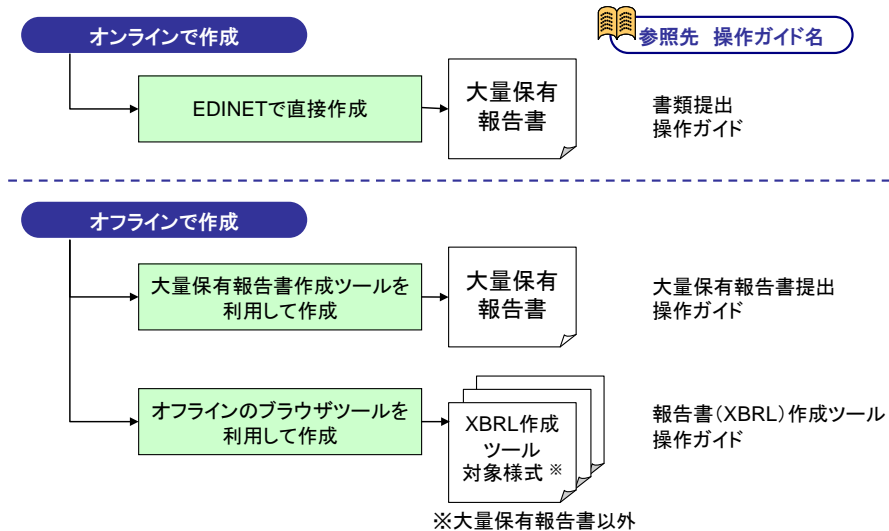 オンラインで作成
参照先 操作ガイド名
EDINETで直接作成
大量保有
報告書
書類提出
操作ガイド
オフラインで作成
大量保有報告書作成ツールを
利用して作成
大量保有
報告書
大量保有報告書提出
操作ガイド
オフラインのブラウザツールを
利用して作成
XBRL作成
ツール
対象様式※
報告書(XBRL)作成ツール
操作ガイド
※大量保有報告書以外